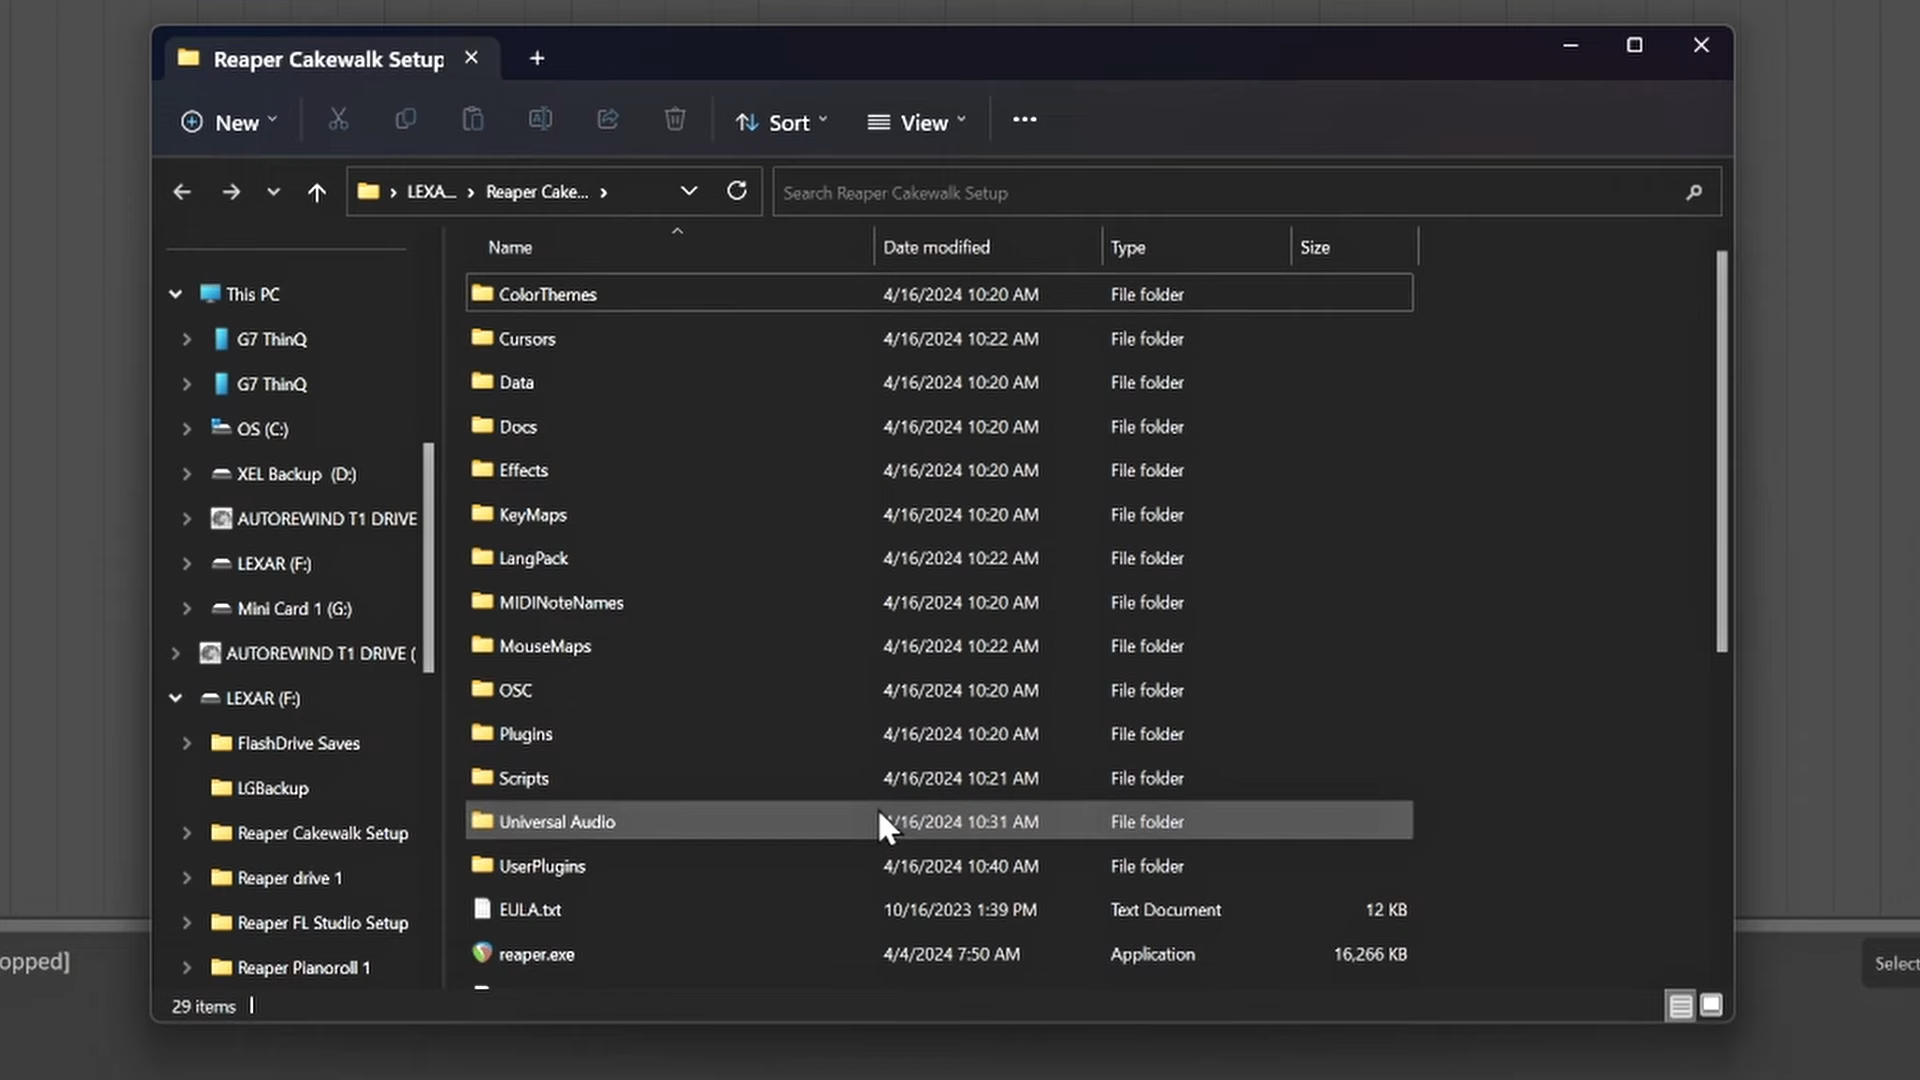 Reaper Cakewalk Setup
New
Sort
View
LEXA... > Reaper Cake... >
Search Reaper Cakewalk Setup
Name Date modified Type Size
This PC
G7 ThinQ
G7 ThinQ
OS (C:)
XEL Backup (D:)
AUTOREWIND T1 DRIVE
LEXAR (F:)
Mini Card 1 (G:)
AUTOREWIND T1 DRIVE (
LEXAR (F:)
FlashDrive Saves
LGBackup
Reaper Cakewalk Setup
Reaper drive 1
Reaper FL Studio Setup
Reaper Pianoroll 1
ColorThemes 4/16/2024 10:20 AM File folder
Cursors 4/16/2024 10:22 AM File folder
Data 4/16/2024 10:20 AM File folder
Docs 4/16/2024 10:20 AM File folder
Effects 4/16/2024 10:20 AM File folder
KeyMaps 4/16/2024 10:20 AM File folder
LangPack 4/16/2024 10:22 AM File folder
MIDINoteNames 4/16/2024 10:20 AM File folder
MouseMaps 4/16/2024 10:22 AM File folder
OSC 4/16/2024 10:20 AM File folder
Plugins 4/16/2024 10:20 AM File folder
Scripts 4/16/2024 10:21 AM File folder
Universal Audio /16/2024 10:31 AM File folder
UserPlugins 4/16/2024 10:40 AM File folder
EULA.txt 10/16/2023 1:39 PM Text Document 12 KB
reaper.exe 4/4/2024 7:50 AM Application 16,266 KB
29 items
opped]
Select